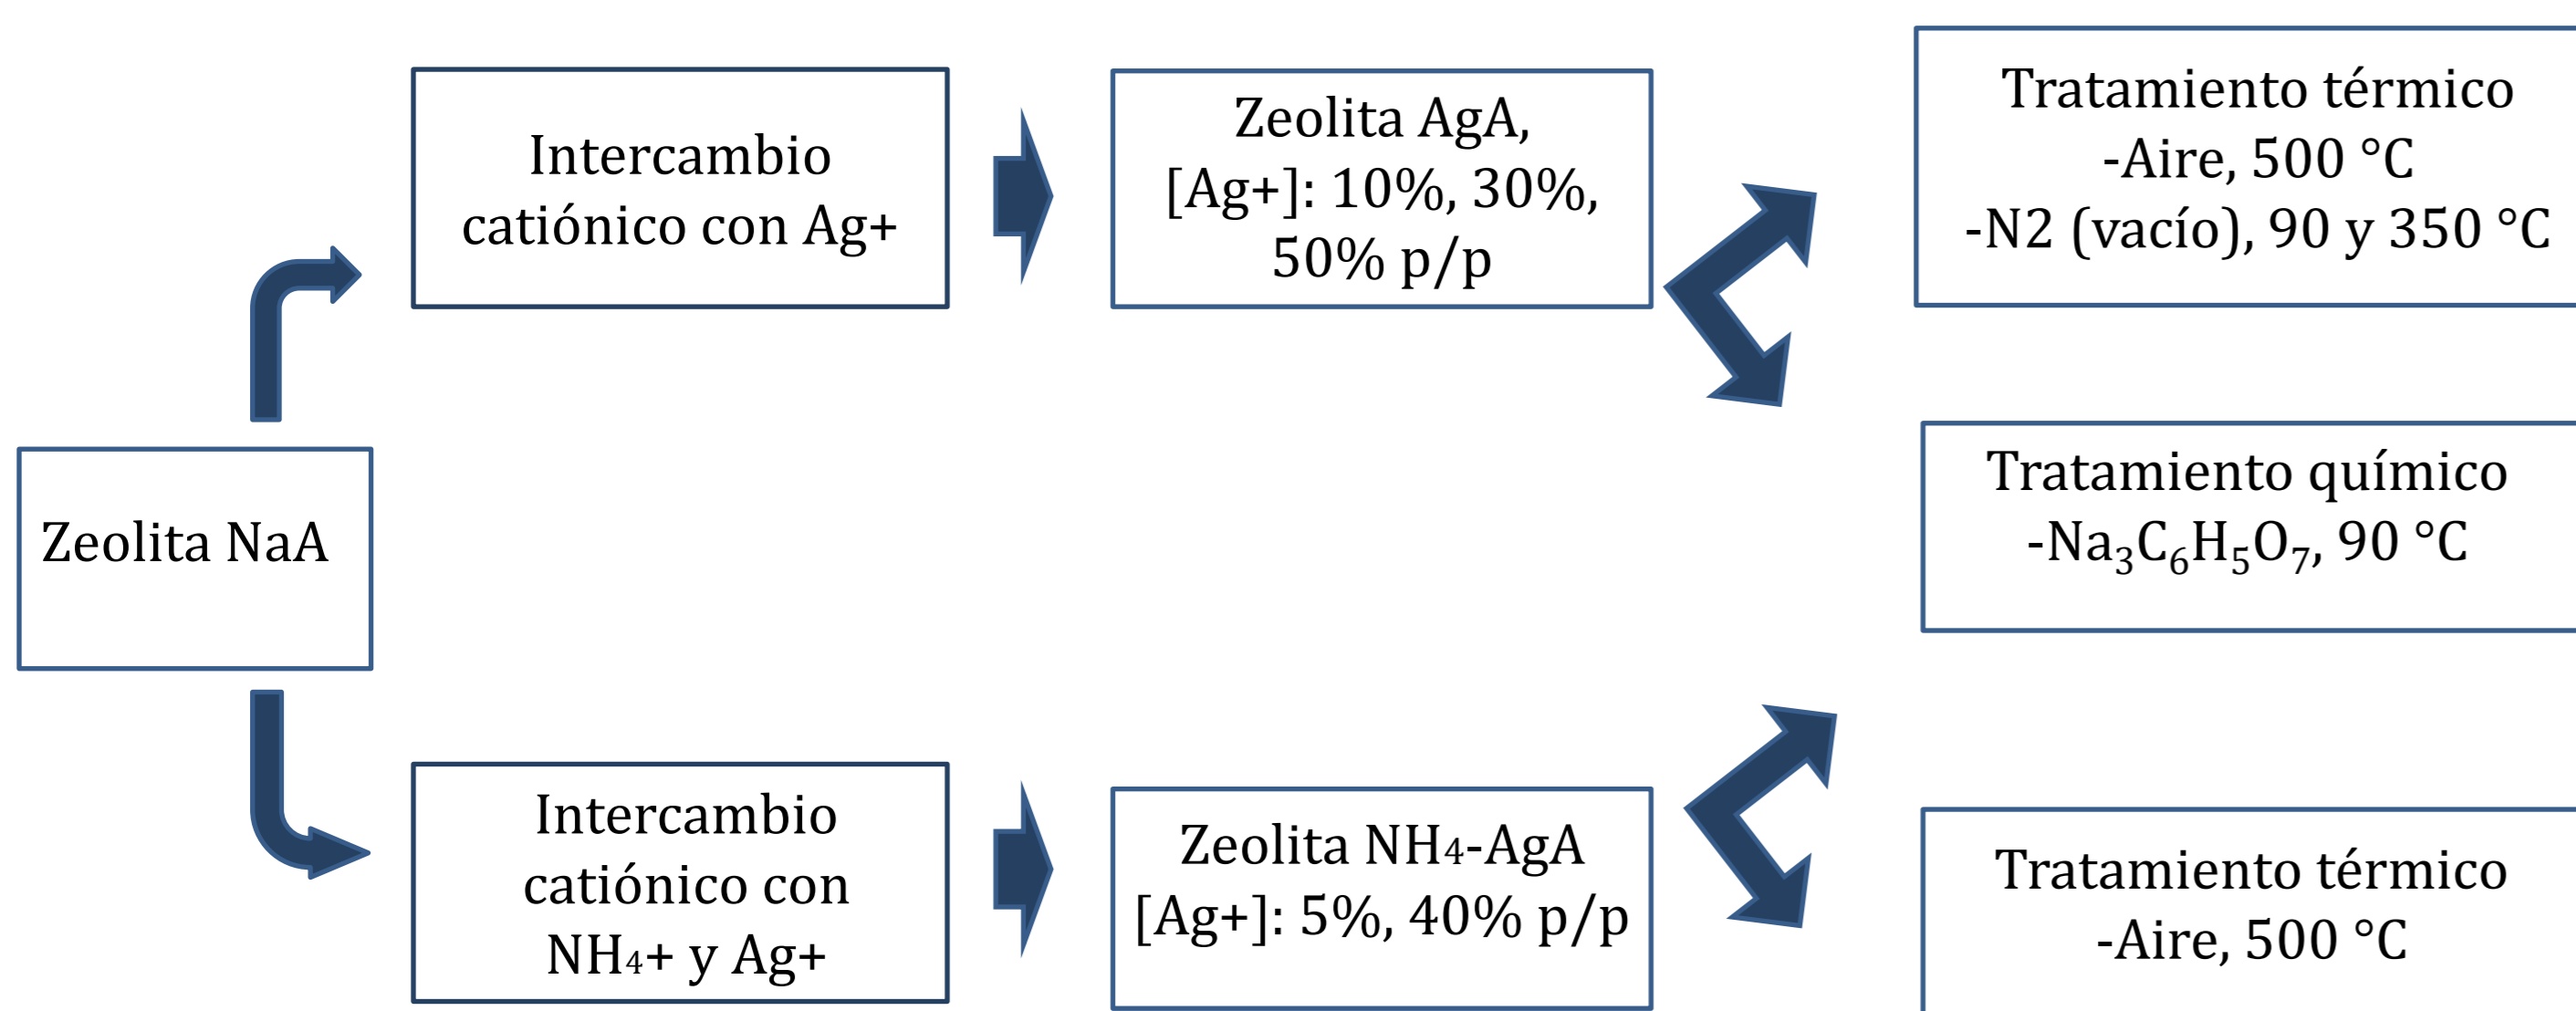 Zeolita NaA
Intercambio
catiónico con Ag+
Zeolita AgA,
[Ag+]: 10%, 30%,
50% p/p
Tratamiento térmico
-Aire, 500 °C
-N2 (vacío), 90 y 350 °C
Tratamiento químico
-Na₃C₆H₅O₇, 90 °C
Intercambio
catiónico con
NH₄+ y Ag+
Zeolita NH₄-AgA
[Ag+]: 5%, 40% p/p
Tratamiento térmico
-Aire, 500 °C